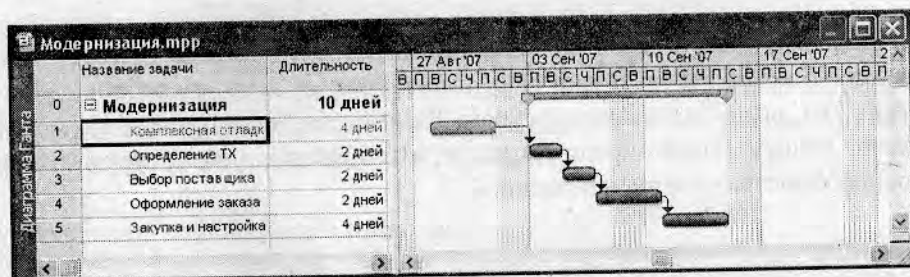 Модернизация.mpp
Название задачи Длительность 27 Авг '07 03 Сен '07 10 Сен '07 17 Сен '07 2
В П В С Ч П С В П В С Ч П С В П В С Ч П С В П В С Ч П С В П
0 Модернизация 10 дней
1 Комплексная отладк 4 дней
2 Определение ТХ 2 дней
3 Выбор поставщика 2 дней
4 Оформление заказа 2 дней
5 Закупка и настройка 4 дней
Диаграмма Ганта